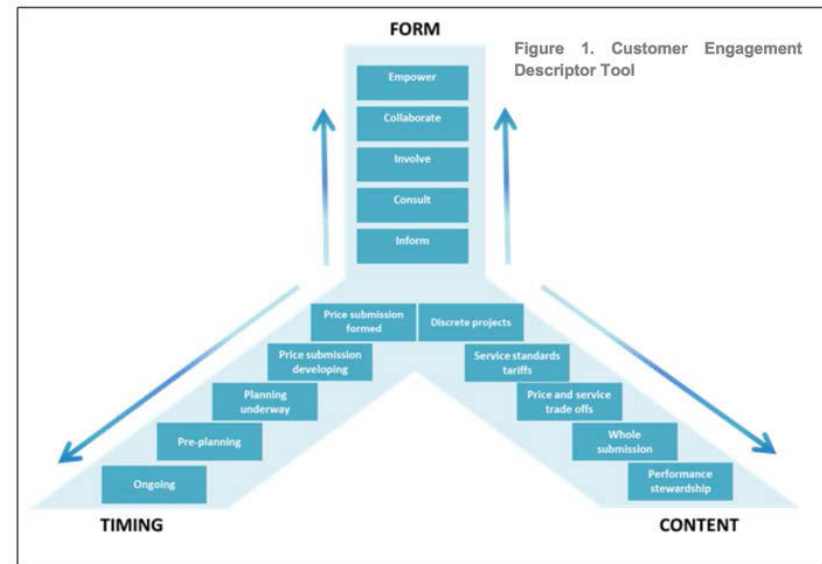 FORM
Figure 1. Customer Engagement
Descriptor Tool
Empower
Collaborate
Involve
Consult
Inform
Price submission
formed
Discrete projects
Price submission
developing
Service standards
tariffs
Planning
underway
Price and service
trade offs
Pre-planning
Whole
submission
Ongoing
Performance
stewardship
TIMING
CONTENT